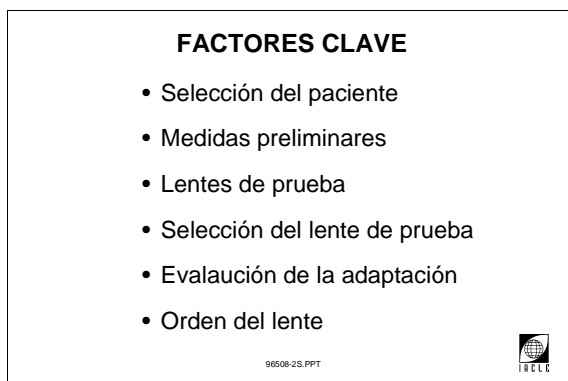 FACTORES CLAVE
• Selección del paciente
• Medidas preliminares
• Lentes de prueba
• Selección del lente de prueba
• Evalaución de la adaptación
• Orden del lente
96508-2S.PPT
IACLE